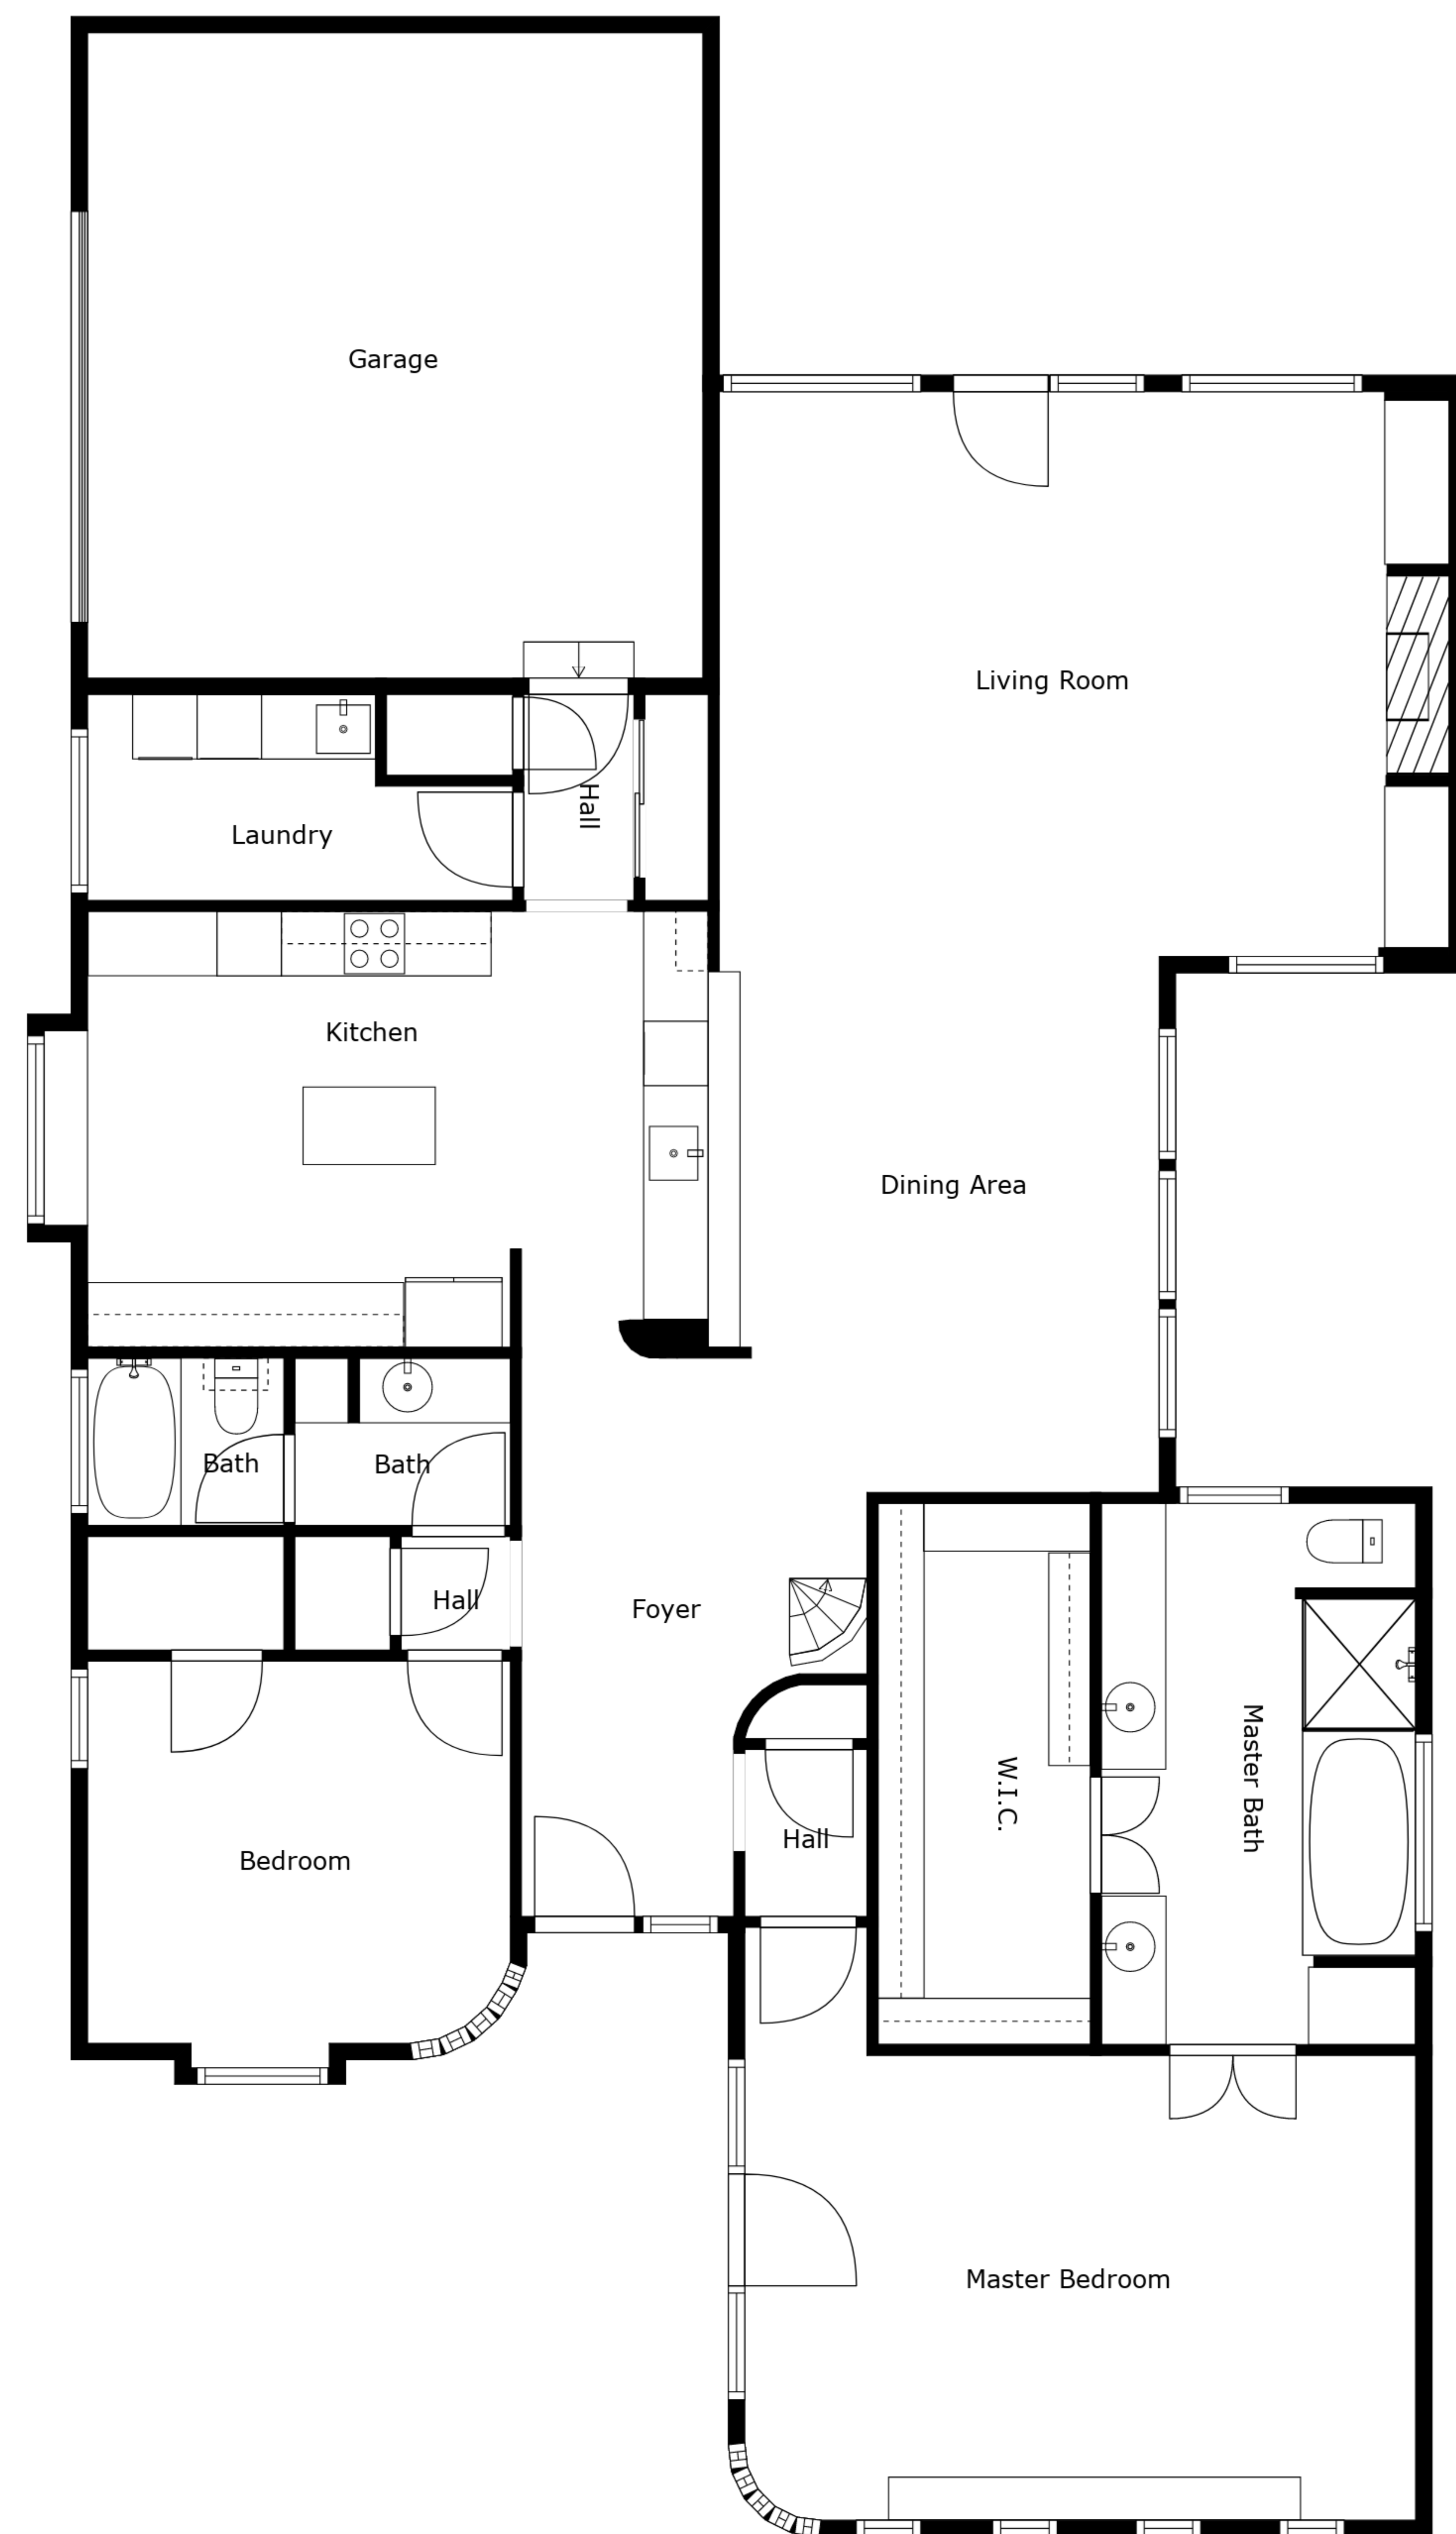 Garage
Living Room
Hall
Laundry
Kitchen
Dining Area
Bath
Bath
Hall
Foyer
Master Bath
W.I.C.
Hall
Bedroom
Master Bedroom